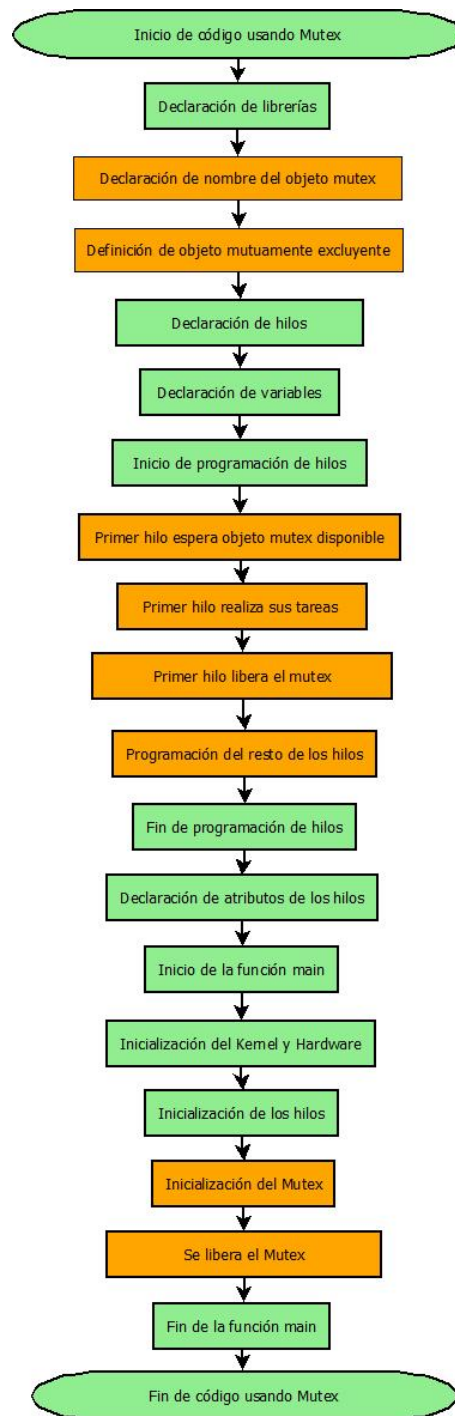 Inicio de código usando Mutex
Declaración de librerías
Declaración de nombre del objeto mutex
Definición de objeto mutuamente excluyente
Declaración de hilos
Declaración de variables
Inicio de programación de hilos
Primer hilo espera objeto mutex disponible
Primer hilo realiza sus tareas
Primer hilo libera el mutex
Programación del resto de los hilos
Fin de programación de hilos
Declaración de atributos de los hilos
Inicio de la función main
Inicialización del Kernel y Hardware
Inicialización de los hilos
Inicialización del Mutex
Se libera el Mutex
Fin de la función main
Fin de código usando Mutex